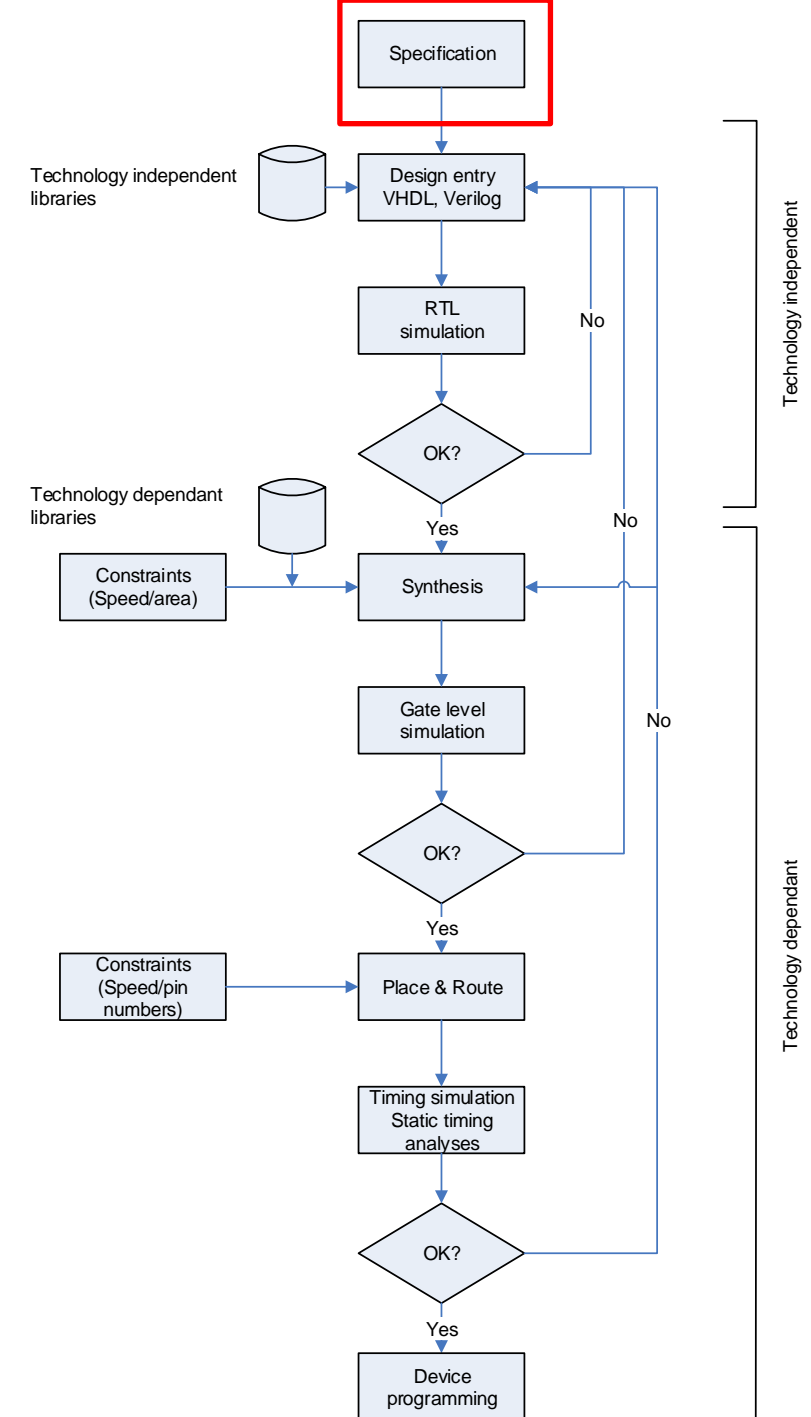 Specification
Technology independent
libraries
Design entry
VHDL, Verilog
Technology independent
RTL
simulation
No
OK?
Technology dependant
libraries
Yes
No
Constraints
(Speed/area)
Synthesis
Gate level
simulation
No
OK?
Technology dependant
Yes
Constraints
(Speed/pin
numbers)
Place & Route
Timing simulation
Static timing
analyses
OK?
Yes
Device
programming